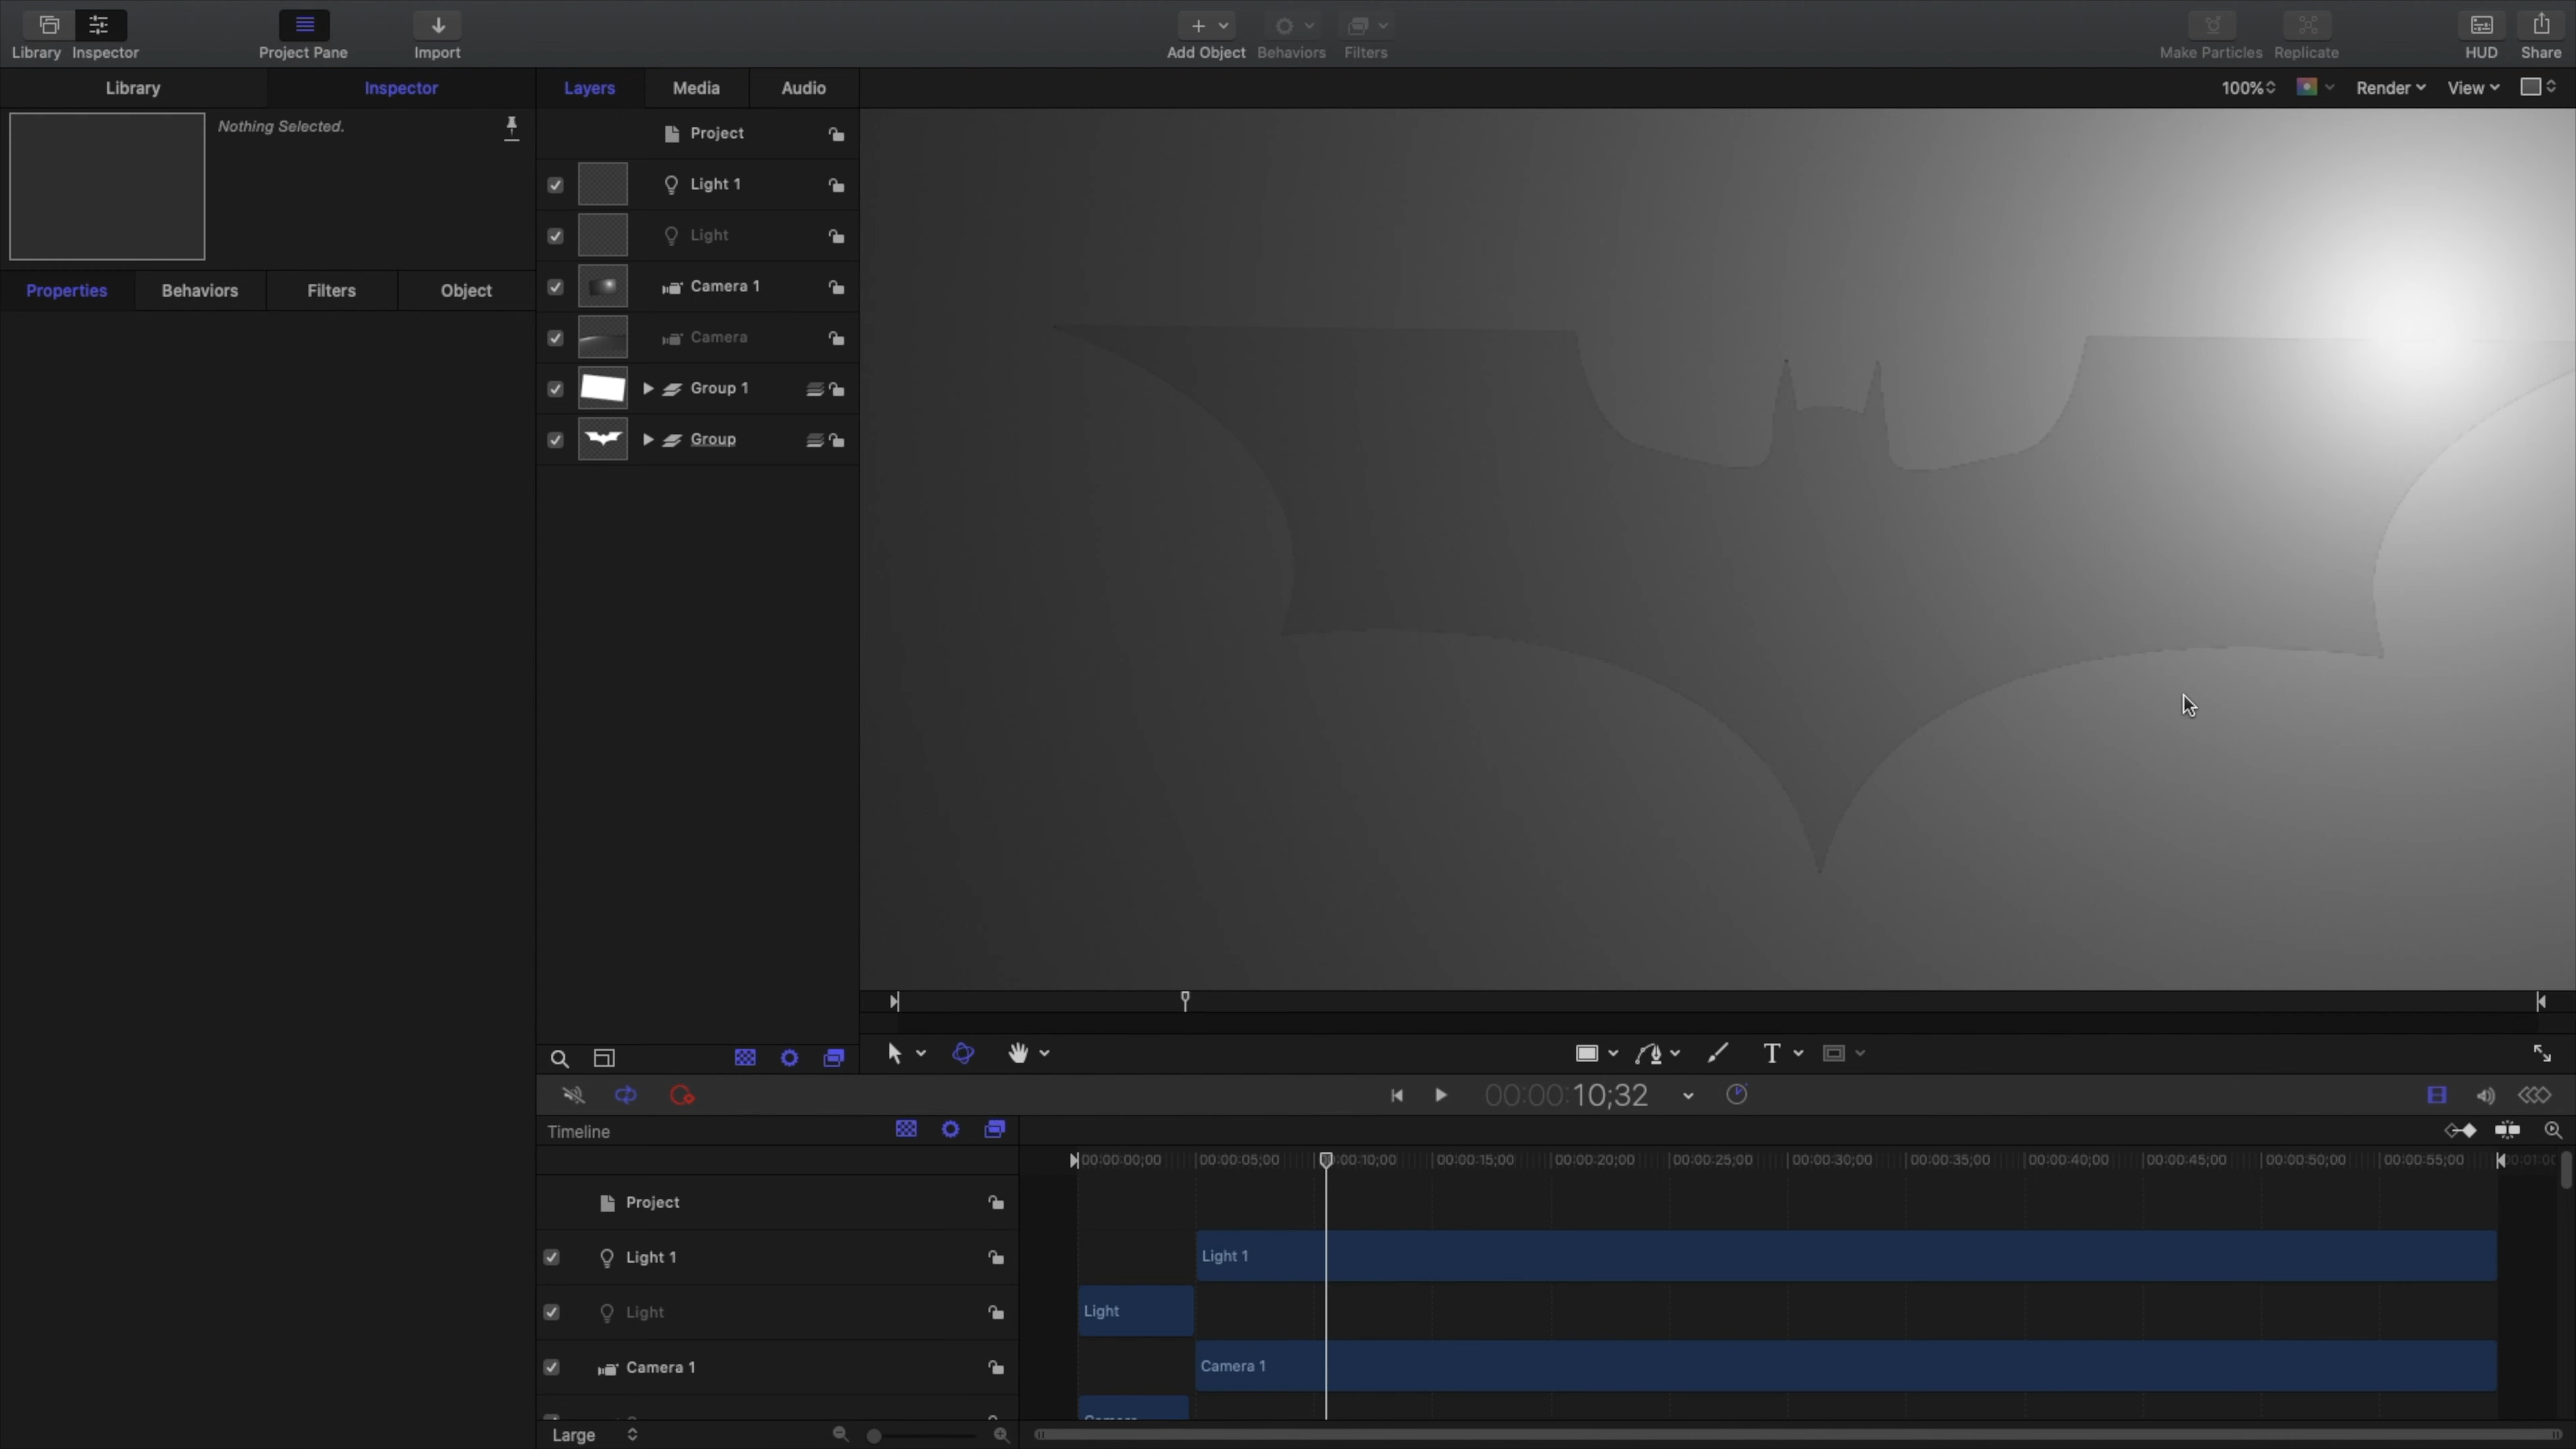 Library Inspector Project Pane Import Add Object Behaviors Filters Make Particles Replicate HUD Share
Library Inspector Layers Media Audio 100% Render View
Nothing Selected.
Project
Light 1
Light
Camera 1
Properties Behaviors Filters Object
Camera
Group 1
Group
00:00:10;32
Timeline
00:00:00;00 00:00:05;00 00:00:15;00 00:00:20;00 00:00:25;00 00:00:30;00 00:00:35;00 00:00:40;00 00:00:45;00 00:00:50;00 00:00:55;00
Project
Light 1 Light 1
Light Light
Camera 1 Camera 1
Large